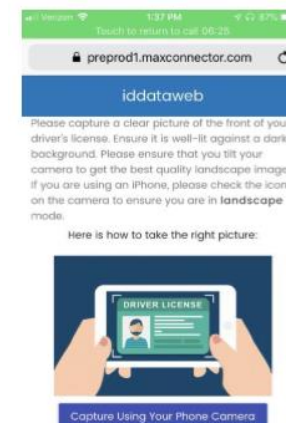 Verizon 1:37 PM 87%
Touch to return to call 06:25
preprod1.maxconnector.com
iddataweb
Please capture a clear picture of the front of you
driver's license. Ensure it is well-lit against a dark
background. Please ensure that you tilt your
camera to get the best quality landscape image
If you are using an iPhone, please check the icon
on the camera to ensure you are in landscape
mode.
Here is how to take the right picture:
DRIVER LICENSE
Capture Using Your Phone Camera